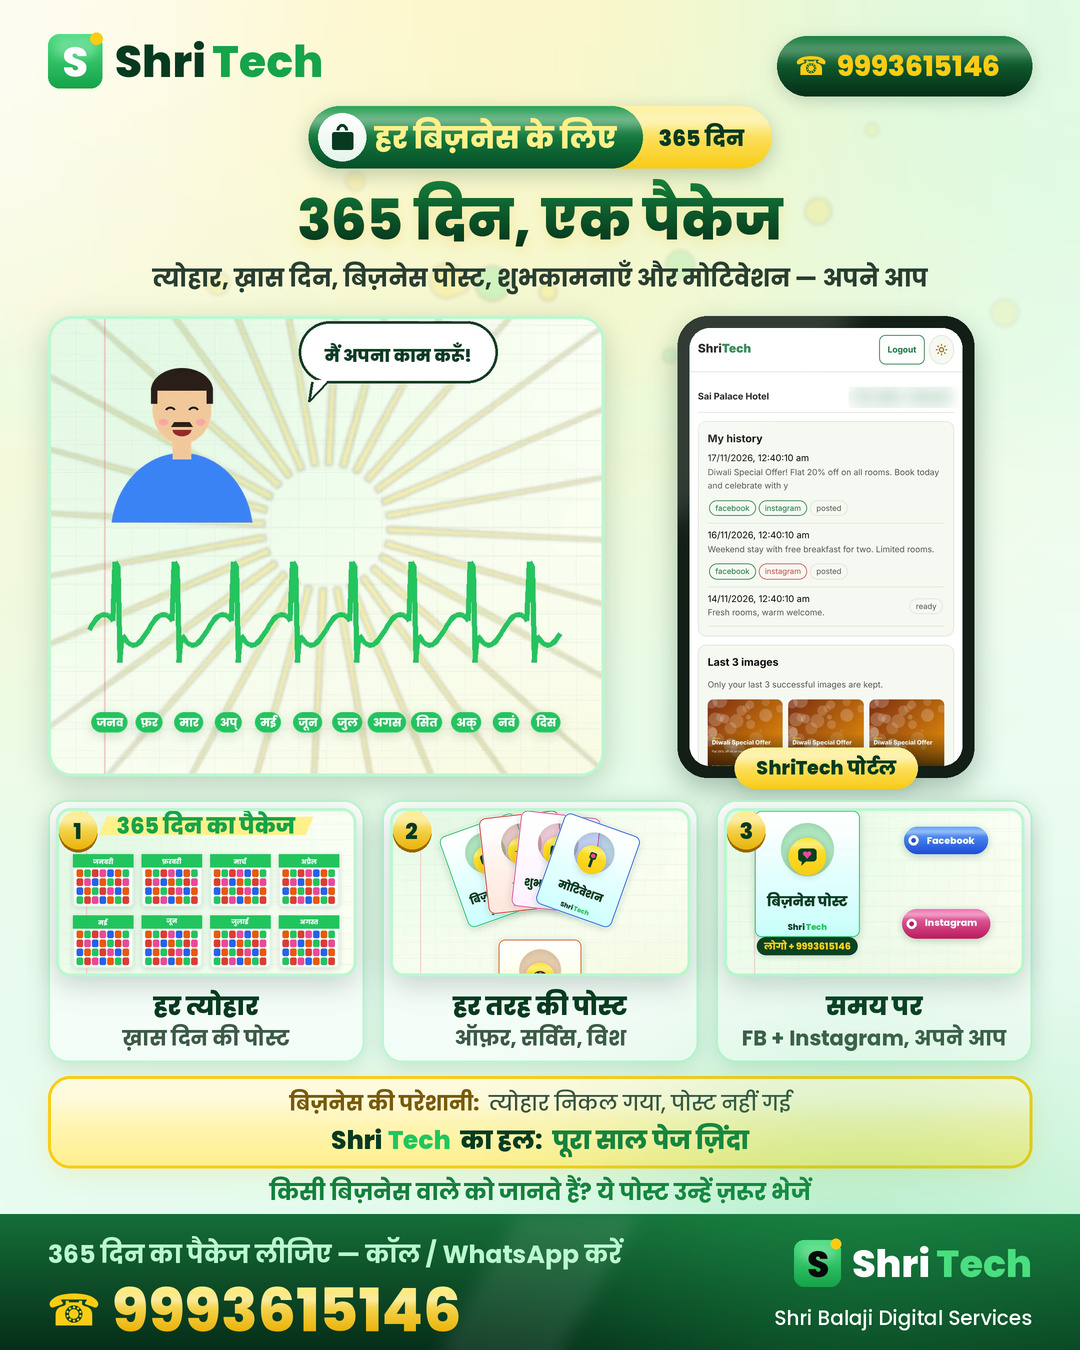 S Shri Tech
☎ 9993615146
हर बिज़नेस के लिए 365 दिन
365 दिन, एक पैकेज
त्योहार, ख़ास दिन, बिज़नेस पोस्ट, शुभकामनाएँ और मोटिवेशन — अपने आप
मैं अपना काम करूँ!
जनव फ़र मार अप् मई जून जुल अगस सित अक् नवं दिस
ShriTech Logout
Sai Palace Hotel
My history
17/11/2026, 12:40:10 am
Diwali Special Offer! Flat 20% off on all rooms. Book today
and celebrate with y
facebook instagram posted
16/11/2026, 12:40:10 am
Weekend stay with free breakfast for two. Limited rooms.
facebook instagram posted
14/11/2026, 12:40:10 am
Fresh rooms, warm welcome.
ready
Last 3 images
Only your last 3 successful images are kept.
Diwali Special Offer Diwali Special Offer Diwali Special Offer
ShriTech पोर्टल
1
365 दिन का पैकेज
जनवरी फ़रवरी मार्च अप्रैल
मई जून जुलाई अगस्त
हर त्योहार
ख़ास दिन की पोस्ट
2
मोटिवेशन
ShriTech
हर तरह की पोस्ट
ऑफ़र, सर्विस, विश
3
बिज़नेस पोस्ट
ShriTech
लोगो + 9993615146
Facebook
Instagram
समय पर
FB + Instagram, अपने आप
बिज़नेस की परेशानी: त्योहार निकल गया, पोस्ट नहीं गई
Shri Tech का हल: पूरा साल पेज ज़िंदा
किसी बिज़नेस वाले को जानते हैं? ये पोस्ट उन्हें ज़रूर भेजें
365 दिन का पैकेज लीजिए — कॉल / WhatsApp करें
☎ 9993615146
S Shri Tech
Shri Balaji Digital Services